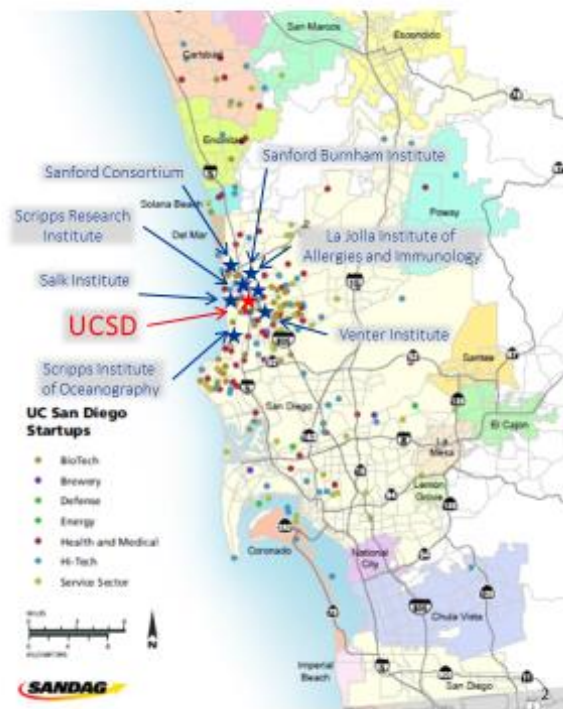 San Marcos
Escondido
Carlsbad
Encinitas
Sanford Consortium
Sanford Burnham Institute
Solana Beach
Poway
Scripps Research
Institute
Del Mar
La Jolla Institute of
Allergies and Immunology
Salk Institute
UCSD
Venter Institute
Santee
Scripps Institute
of Oceanography
San Diego
El Cajon
UC San Diego
Startups
La
Mesa
BioTech
Brewery
Defense
Energy
Health and Medical
Hi-Tech
Service Sector
Lemon
Grove
Coronado
National
City
Chula Vista
N
Imperial
Beach
San Diego
SANDAG
2